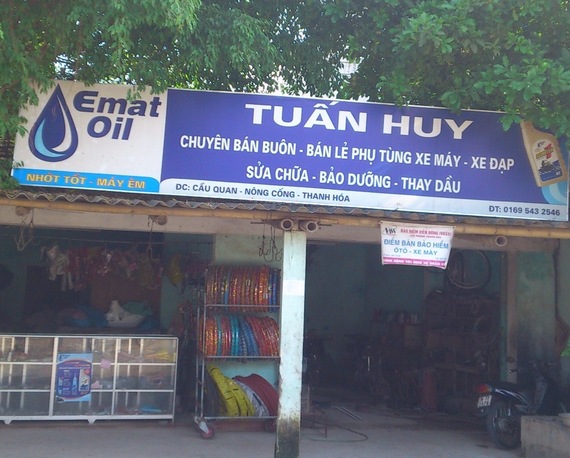 Emat Oil
NHỚT TỐT - MÁY ÊM
TUẤN HUY
CHUYÊN BÁN BUÔN - BÁN LẺ PHỤ TÙNG XE MÁY - XE ĐẠP
SỬA CHỮA - BẢO DƯỠNG - THAY DẦU
ĐC: CẦU QUAN - NÔNG CỐNG - THANH HÓA
ĐT: 0169 543 2546
ĐIỂM BÁN BẢO HIỂM
ÔTÔ - XE MÁY